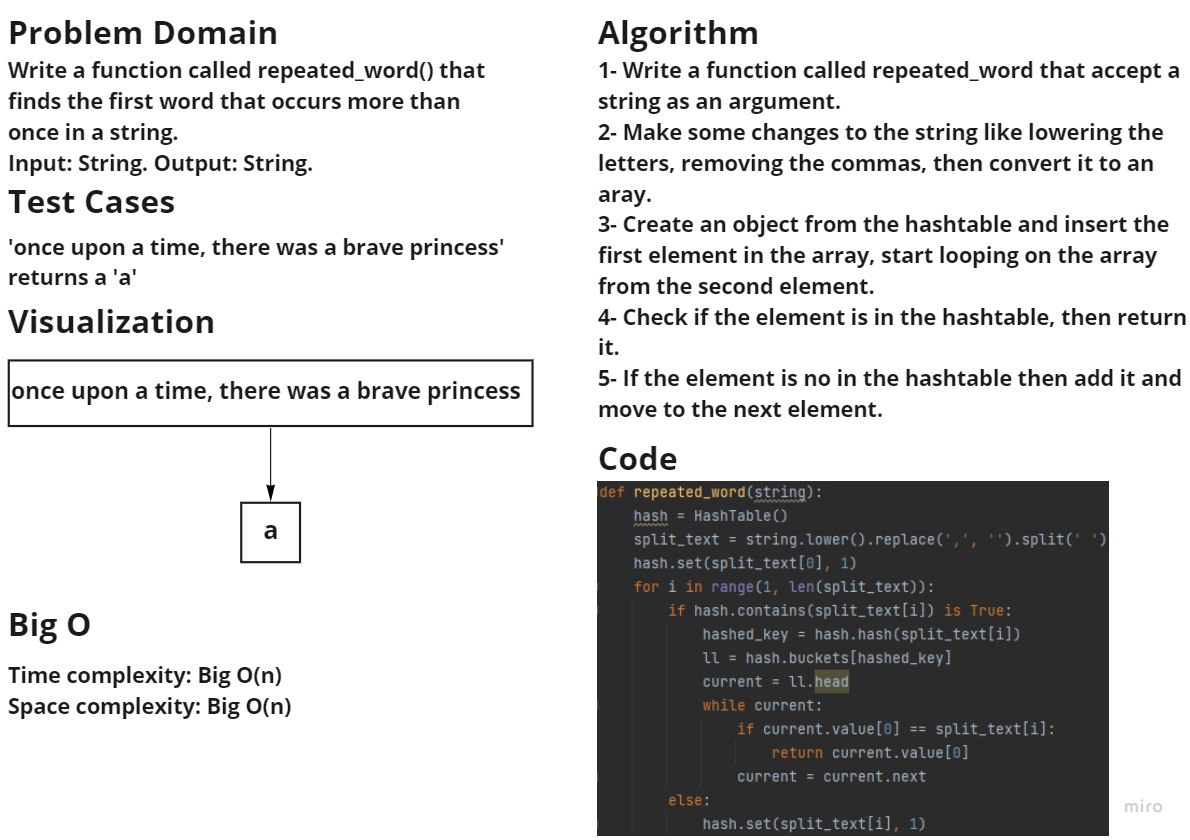 Problem Domain
Write a function called repeated_word() that
finds the first word that occurs more than
once in a string.
Input: String. Output: String.
Test Cases
'once upon a time, there was a brave princess'
returns a 'a'
Visualization
once upon a time, there was a brave princess
a
Big O
Time complexity: Big O(n)
Space complexity: Big O(n)
Algorithm
1- Write a function called repeated_word that accept a
string as an argument.
2- Make some changes to the string like lowering the
letters, removing the commas, then convert it to an
aray.
3- Create an object from the hashtable and insert the
first element in the array, start looping on the array
from the second element.
4- Check if the element is in the hashtable, then return
it.
5- If the element is no in the hashtable then add it and
move to the next element.
Code
def repeated_word(string):
    hash = HashTable()
    split_text = string.lower().replace(',', '').split(' ')
    hash.set(split_text[0], 1)
    for i in range(1, len(split_text)):
        if hash.contains(split_text[i]) is True:
            hashed_key = hash.hash(split_text[i])
            ll = hash.buckets[hashed_key]
            current = ll.head
            while current:
                if current.value[0] == split_text[i]:
                    return current.value[0]
                current = current.next
        else:
            hash.set(split_text[i], 1)
miro